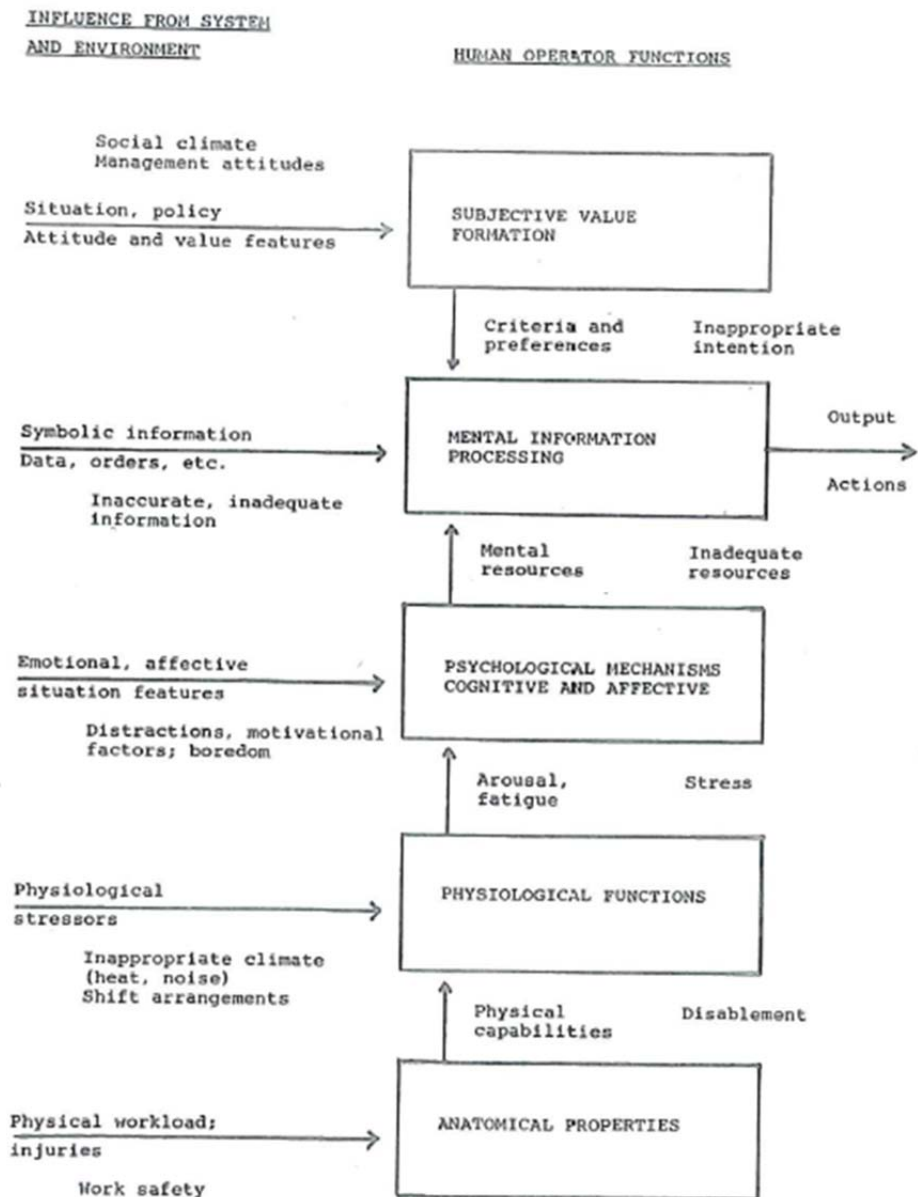 INFLUENCE FROM SYSTEM
AND ENVIRONMENT
HUMAN OPERATOR FUNCTIONS
Social climate
Management attitudes
Situation, policy
Attitude and value features
SUBJECTIVE VALUE
FORMATION
Criteria and
preferences
Inappropriate
intention
Symbolic information
Data, orders, etc.
Inaccurate, inadequate
information
MENTAL INFORMATION
PROCESSING
Output
Actions
Mental
resources
Inadequate
resources
Emotional, affective
situation features
Distractions, motivational
factors; boredom
PSYCHOLOGICAL MECHANISMS
COGNITIVE AND AFFECTIVE
Arousal,
fatigue
Stress
Physiological
stressors
Inappropriate climate
(heat, noise)
Shift arrangements
PHYSIOLOGICAL FUNCTIONS
Physical
capabilities
Disablement
Physical workload;
injuries
Work safety
ANATOMICAL PROPERTIES